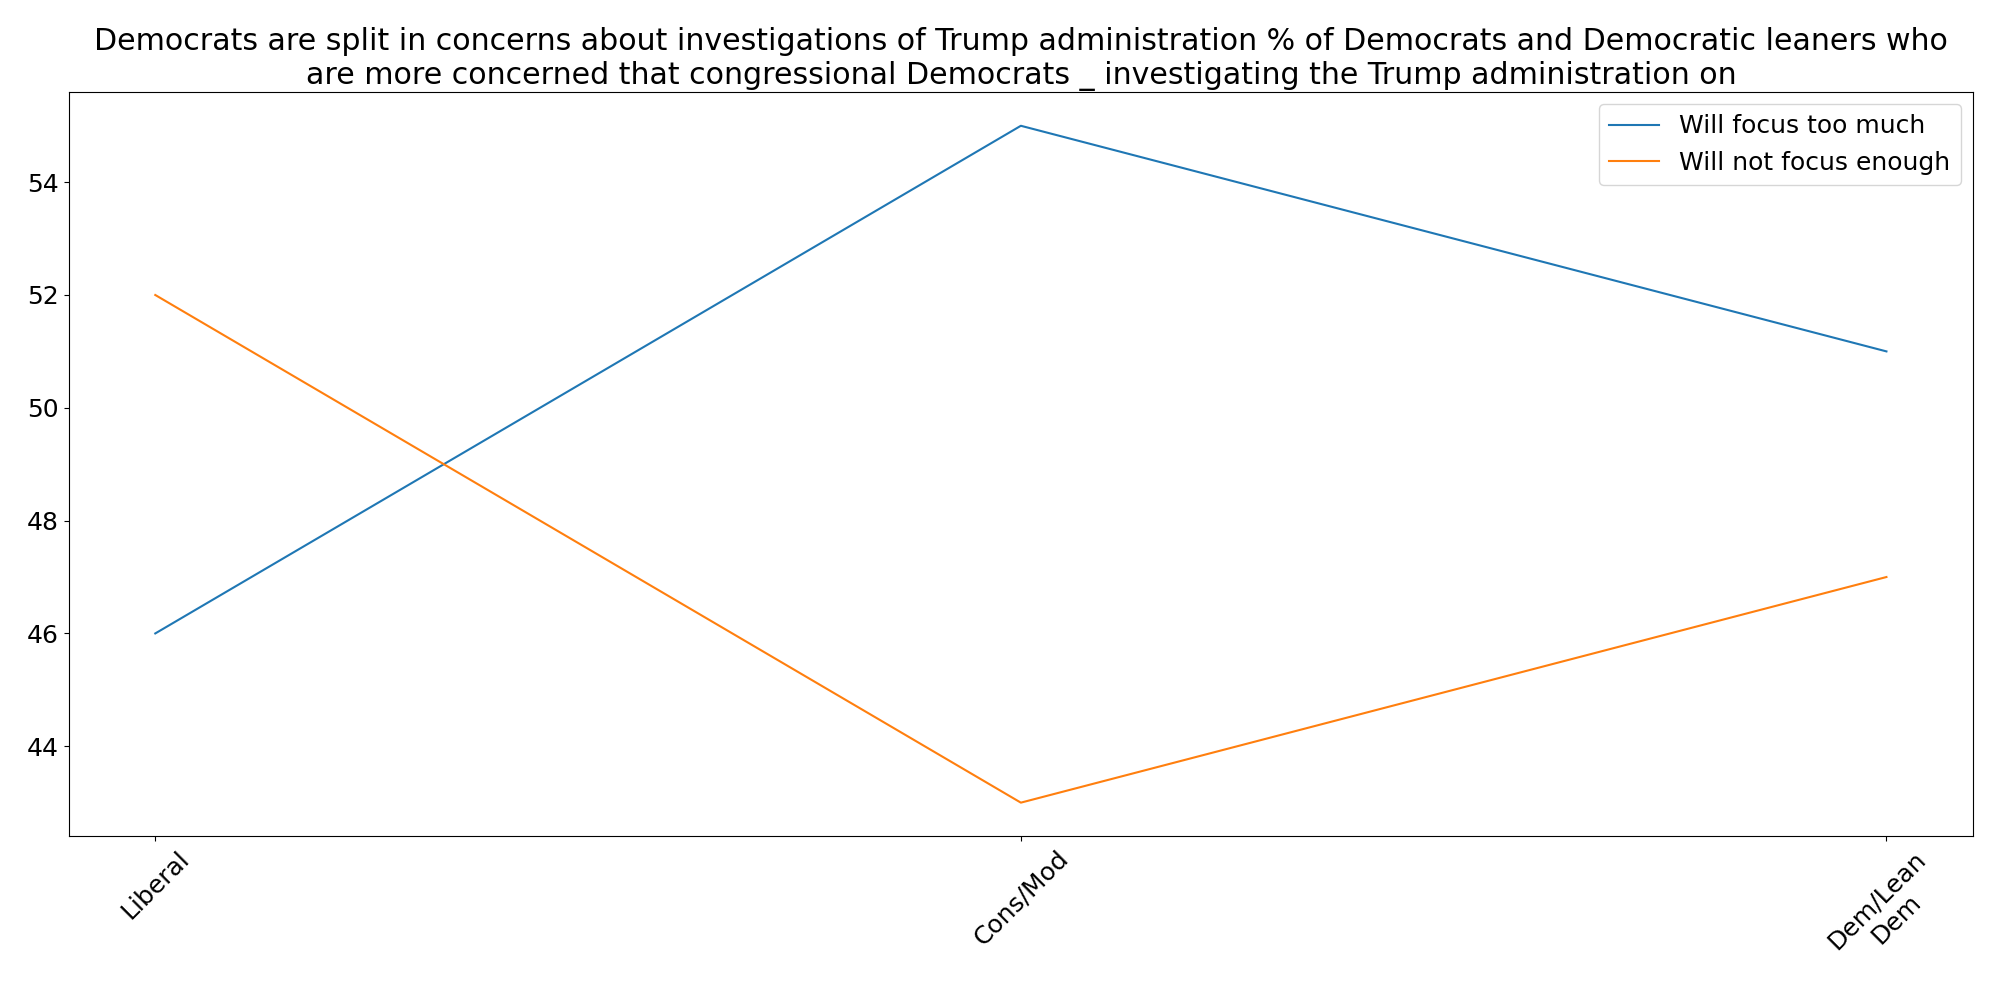 Democrats are split in concerns about investigations of Trump administration % of Democrats and Democratic leaners who
are more concerned that congressional Democrats _ investigating the Trump administration on
Will focus too much
Will not focus enough
54
52
50
48
46
44
Liberal
Cons/Mod
Dem/Lean
Dem